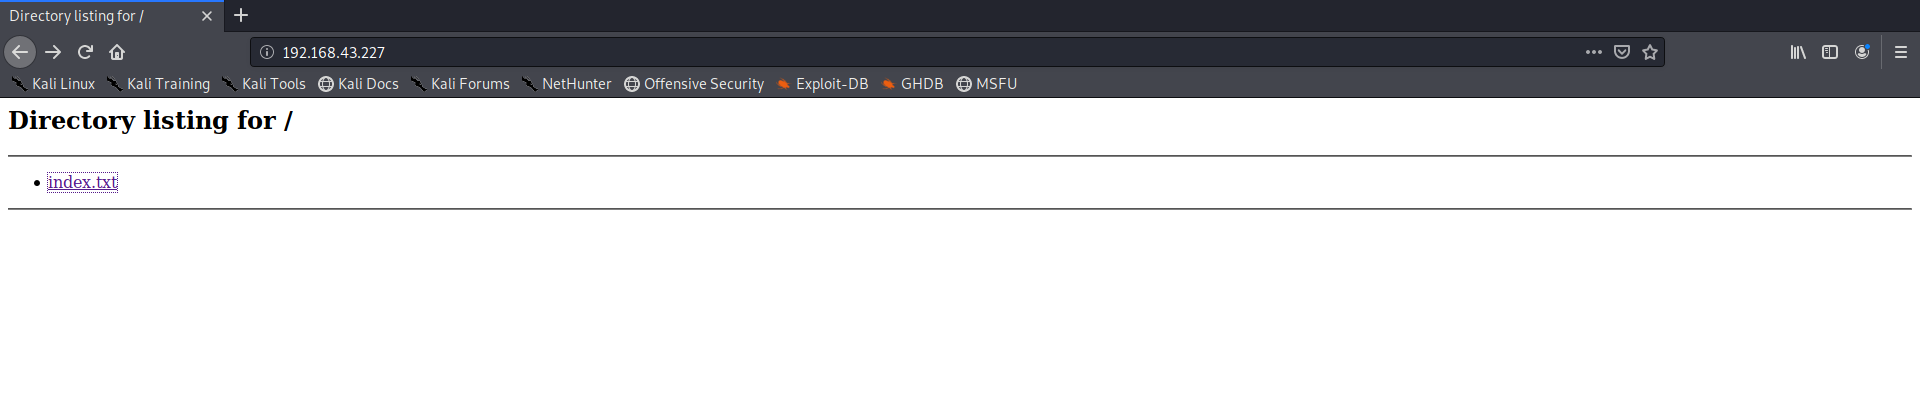 Directory listing for /
192.168.43.227
Kali Linux Kali Training Kali Tools Kali Docs Kali Forums NetHunter Offensive Security Exploit-DB GHDB MSFU
Directory listing for /
index.txt